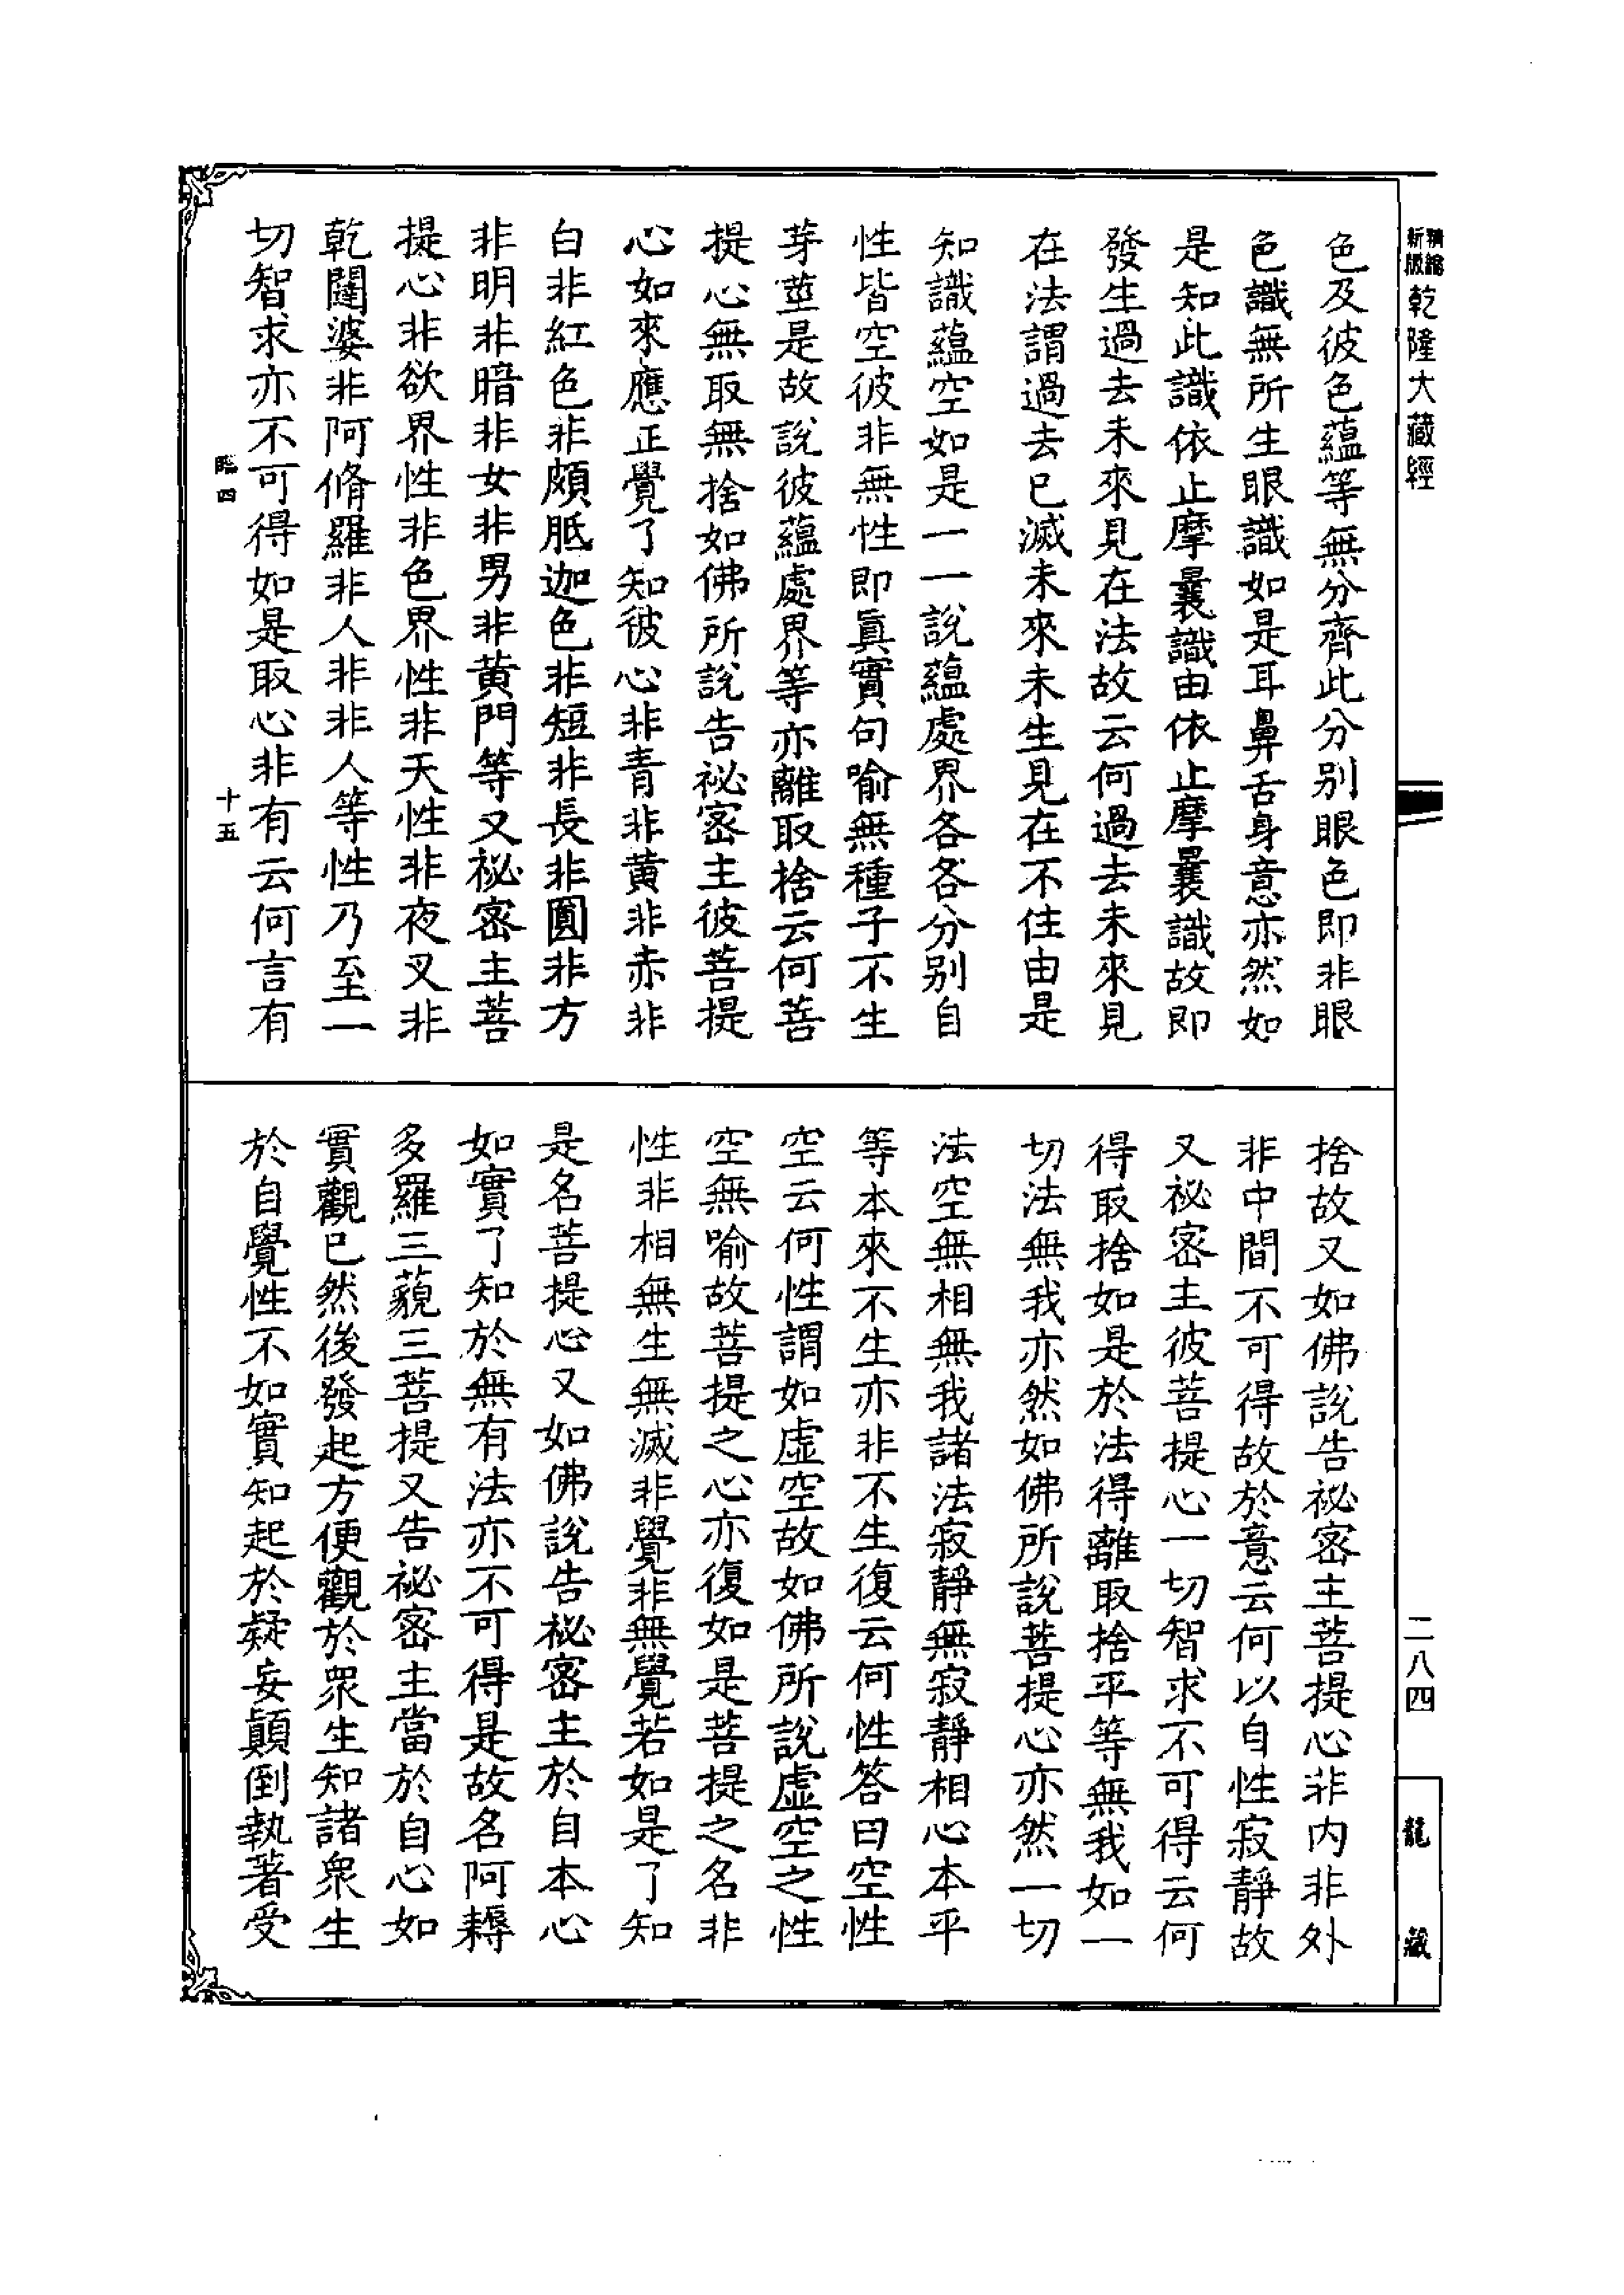 精縮新版乾隆大藏經
色及彼色蘊等無分齊此分别眼色即非眼
色識無所生眼識如是耳鼻舌身意亦然如
是知此識依止摩曩識由依止摩曩識故即
發生過去未來見在法故云何過去未來見
在法謂過去已滅未來未生見在不住由是
知識蘊空如是一一說蘊處界各各分别自
性皆空彼非無性即眞實句喻無種子不生
芽莖是故說彼蘊處界等亦離取捨云何菩
提心無取無捨如佛所說告祕密主彼菩提
心如來應正覺了知彼心非青非黄非赤非
白非紅色非頗胝迦色非短非長非圓非方
非明非暗非女非男非黄門等又祕密主菩
提心非欲界性非色界性非天性非夜叉非
乾闥婆非阿脩羅非人非非人等性乃至一
切智求亦不可得如是取心非有云何言有
臨四
十五
捨故又如佛說告祕密主菩提心非内非外
非中間不可得故於意云何以自性寂靜故
又祕密主彼菩提心一切智求不可得云何
得取捨如是於法得離取捨平等無我如一
切法無我亦然如佛所說菩提心亦然一切
法空無相無我諸法寂靜無寂靜相心本平
等本來不生亦非不生復云何性答曰空性
空云何性謂如虛空故如佛所說虛空之性
空無喻故菩提之心亦復如是菩提之名非
性非相無生無滅非覺非無覺若如是了知
是名菩提心又如佛說告祕密主於自本心
如實了知於無有法亦不可得是故名阿耨
多羅三藐三菩提又告祕密主當於自心如
實觀已然後發起方便觀於衆生知諸衆生
於自覺性不如實知起於疑妄顛倒執著受
二八四
龍藏